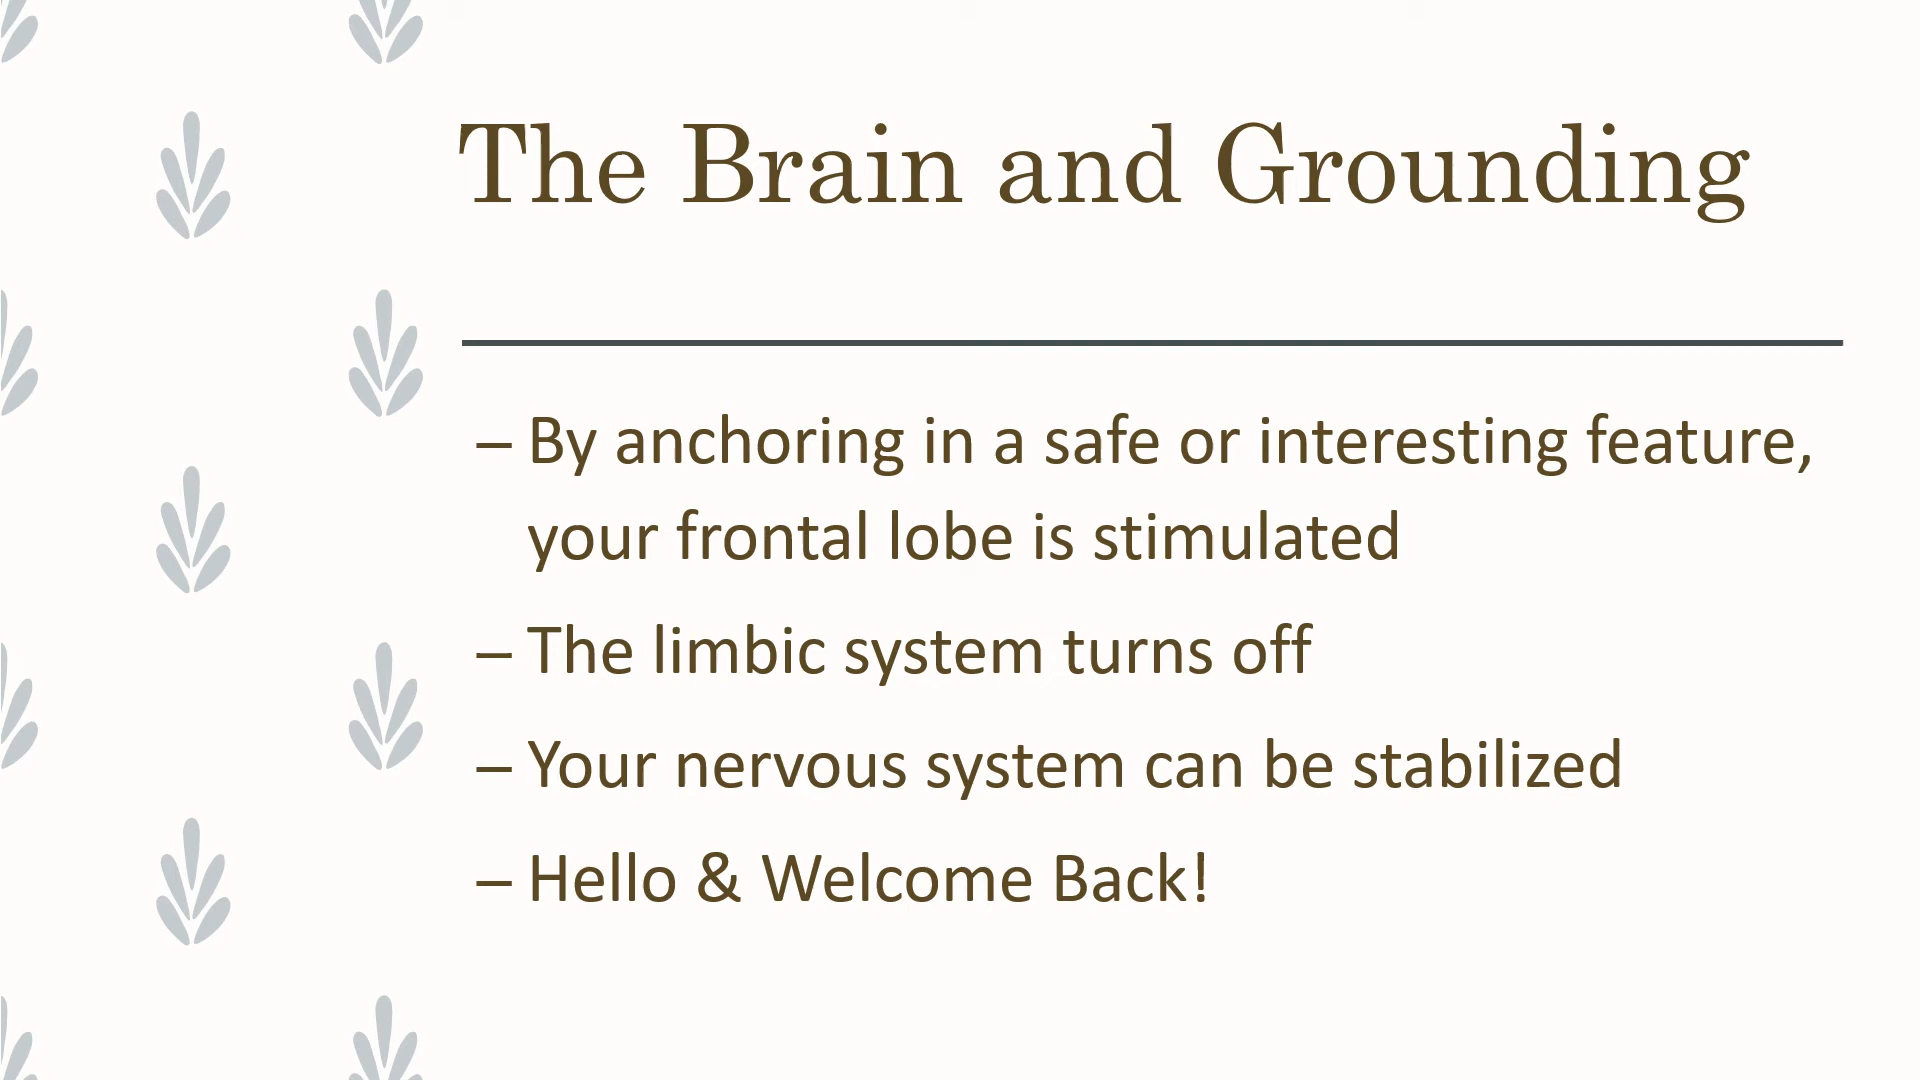 The Brain and Grounding
– By anchoring in a safe or interesting feature,
your frontal lobe is stimulated
– The limbic system turns off
– Your nervous system can be stabilized
– Hello & Welcome Back!